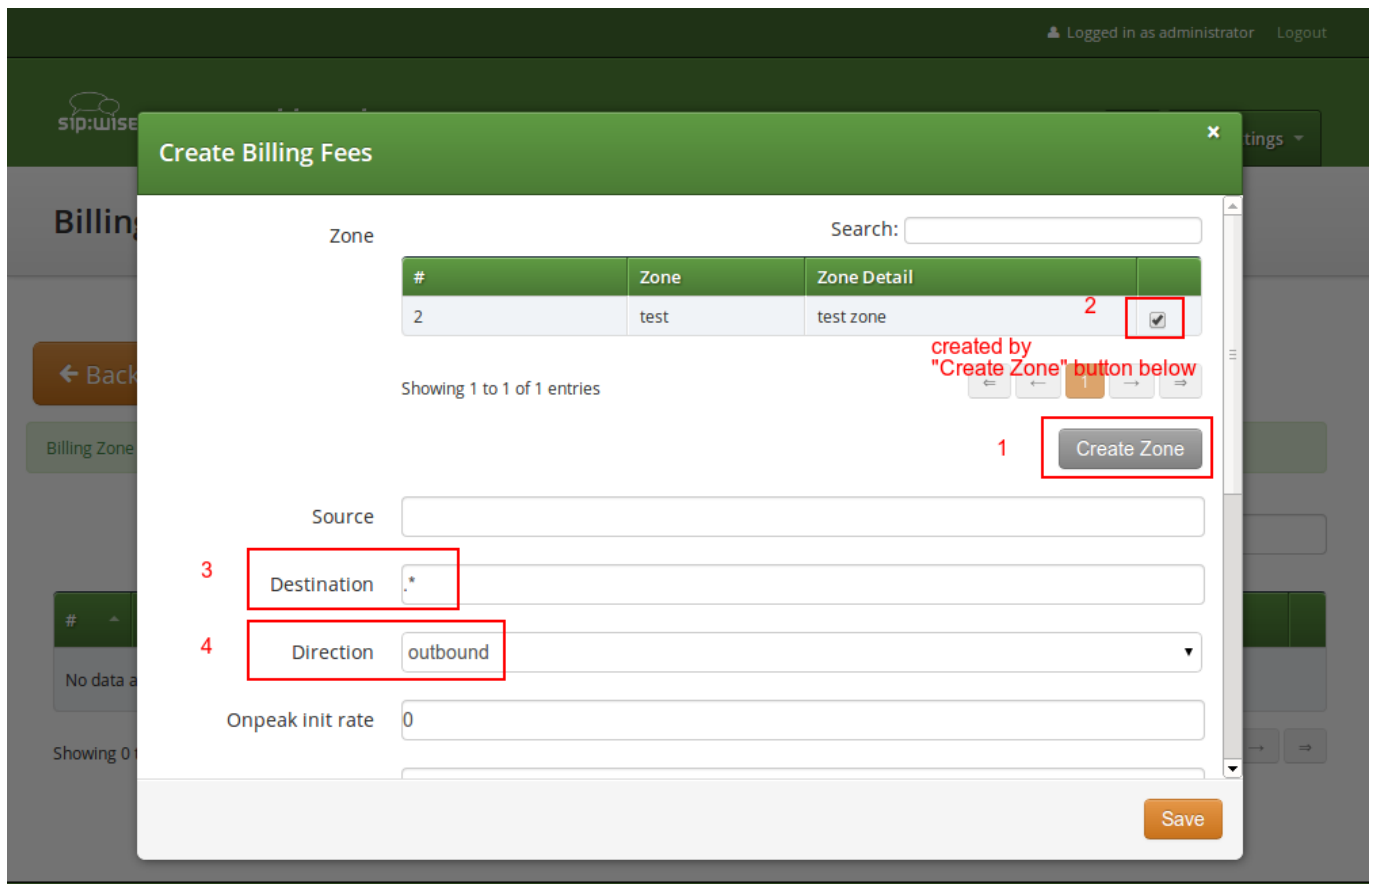 Logged in as administrator Logout
sip:wise
tings
Create Billing Fees ×
Billing
Zone Search:
# Zone Zone Detail
2 test test zone 2
created by
"Create Zone" button below
Back
Showing 1 to 1 of 1 entries ⇐ ← 1 → ⇒
Billing Zone
1 Create Zone
Source
3 Destination .*
#
4 Direction outbound
No data a
Onpeak init rate 0
Showing 0 → ⇒
Save